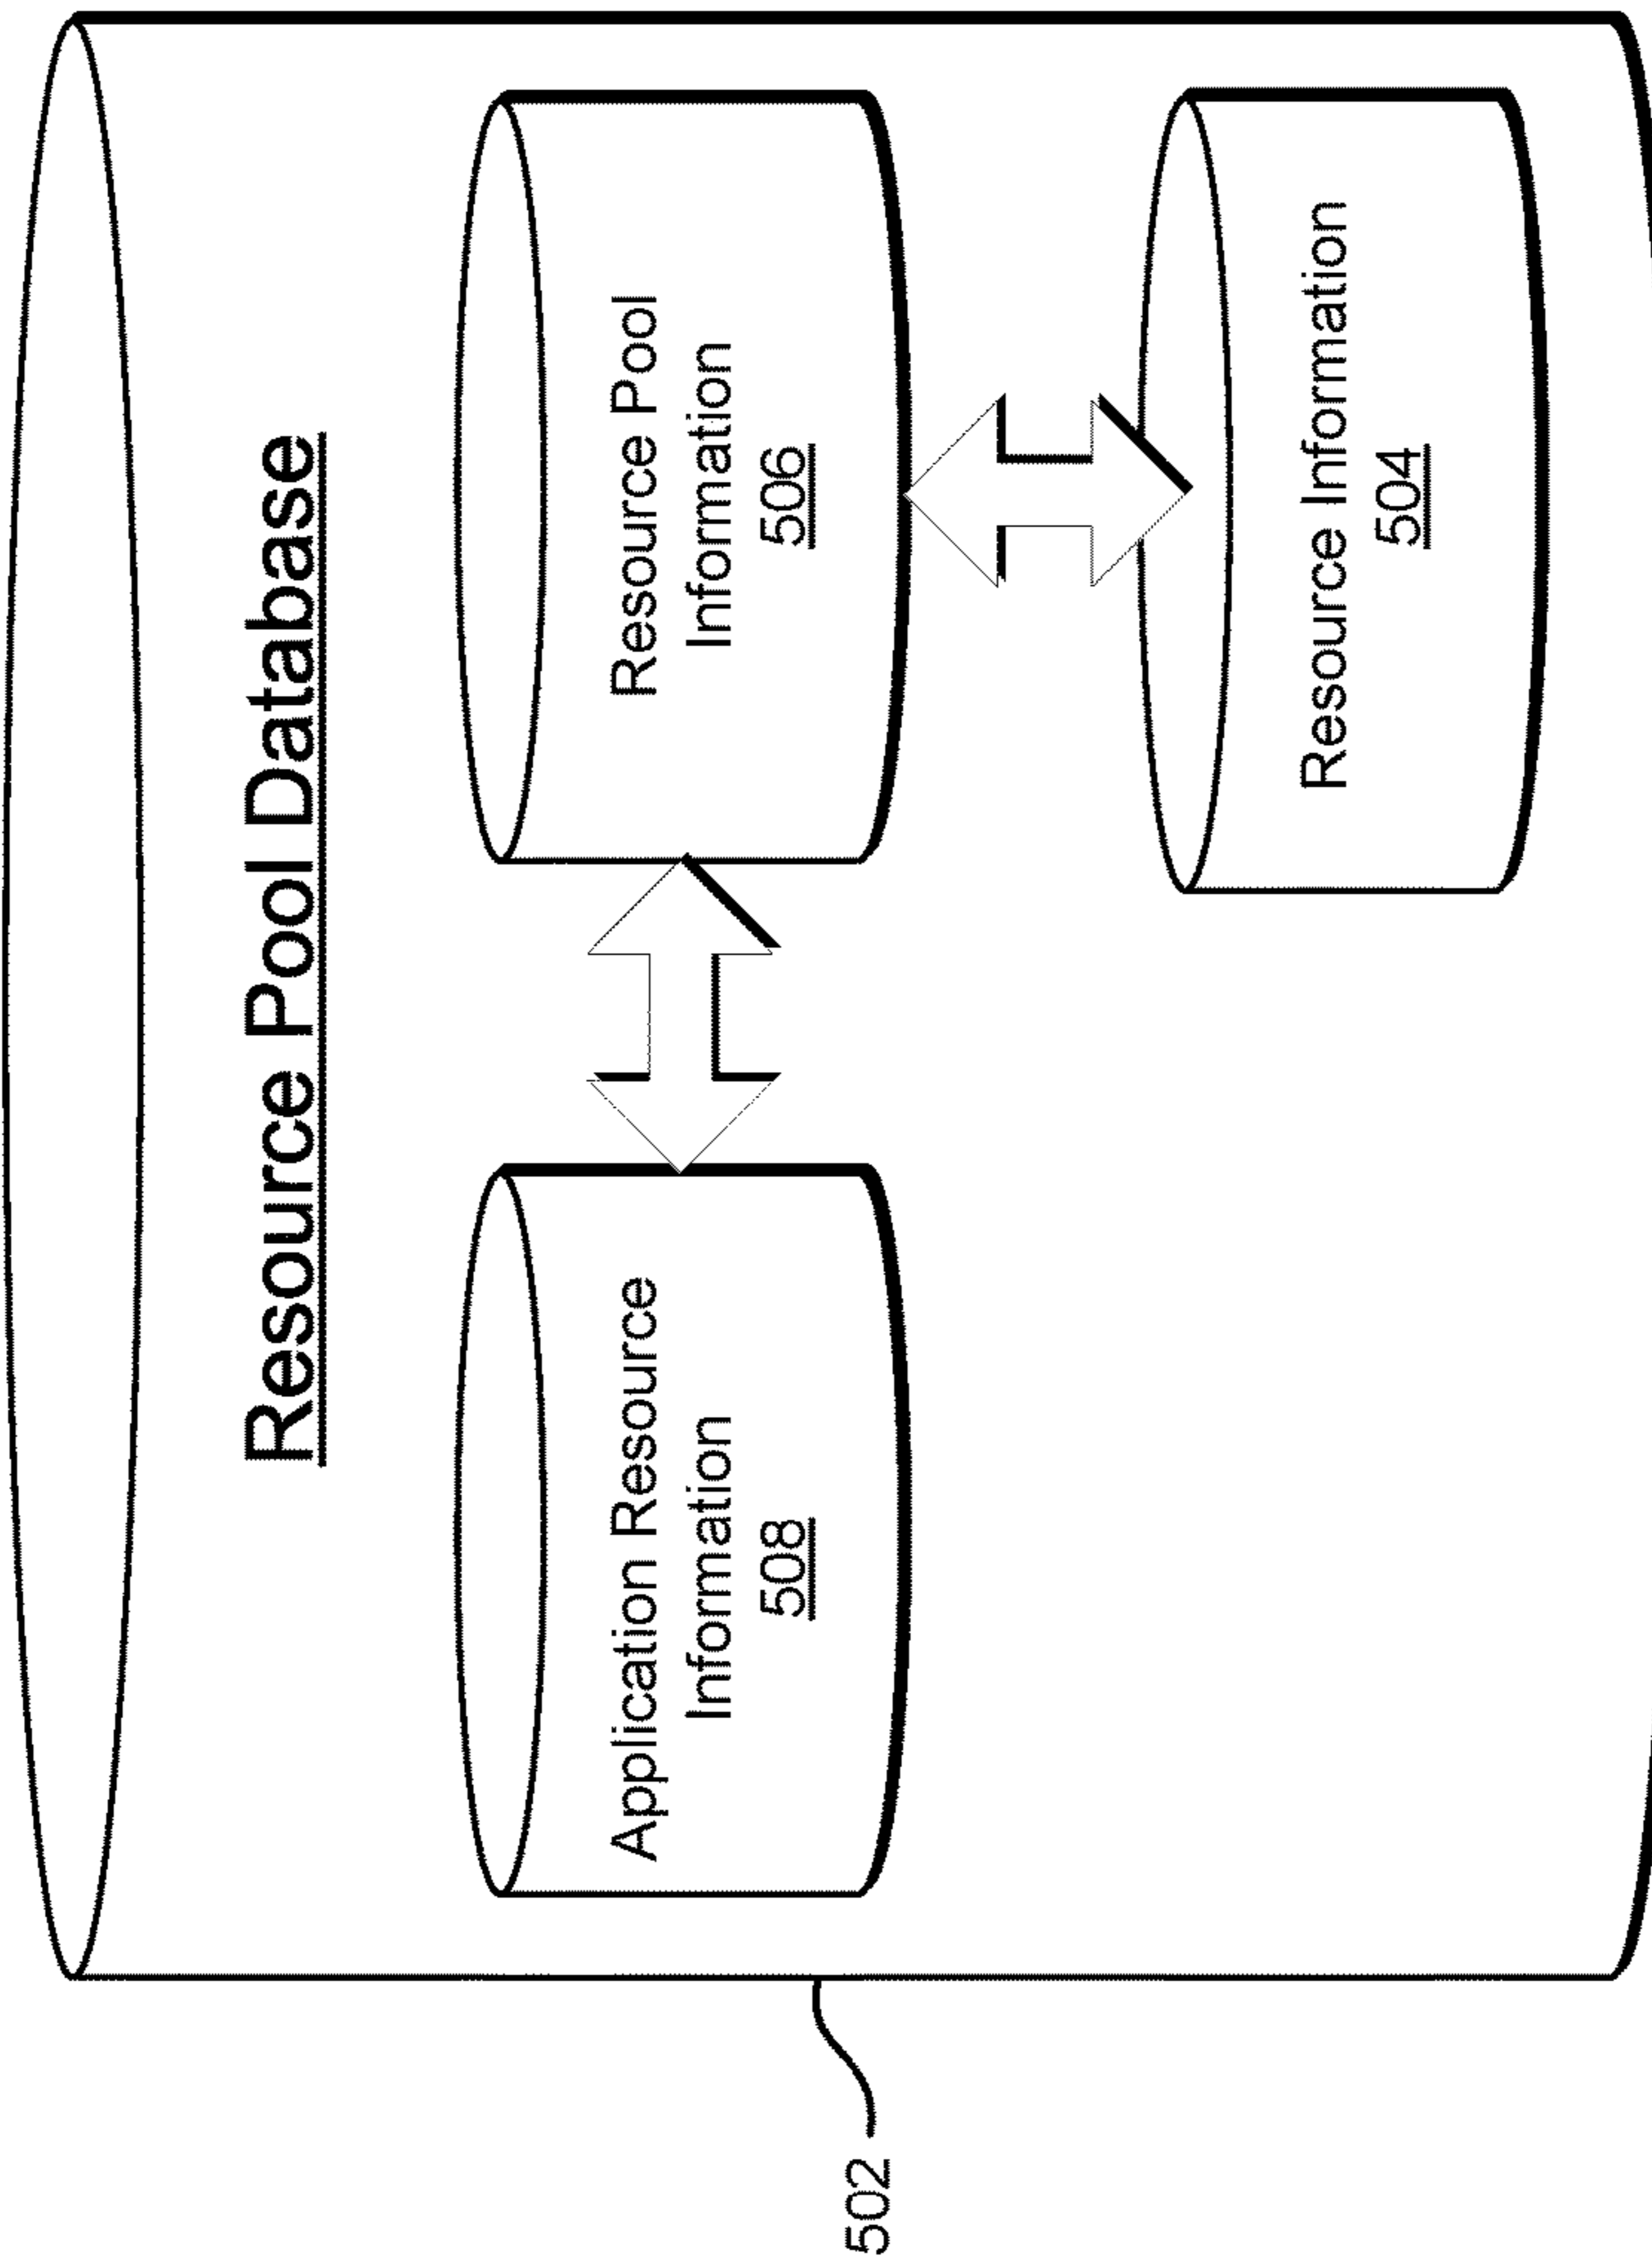 Resource Pool Database
Application Resource
Information
508
Resource Pool
Information
506
Resource Information
504
502